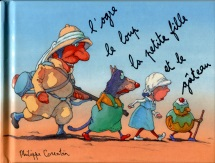 l'ogre
le loup
la petite fille
et le
gâteau
Philippe Corentin